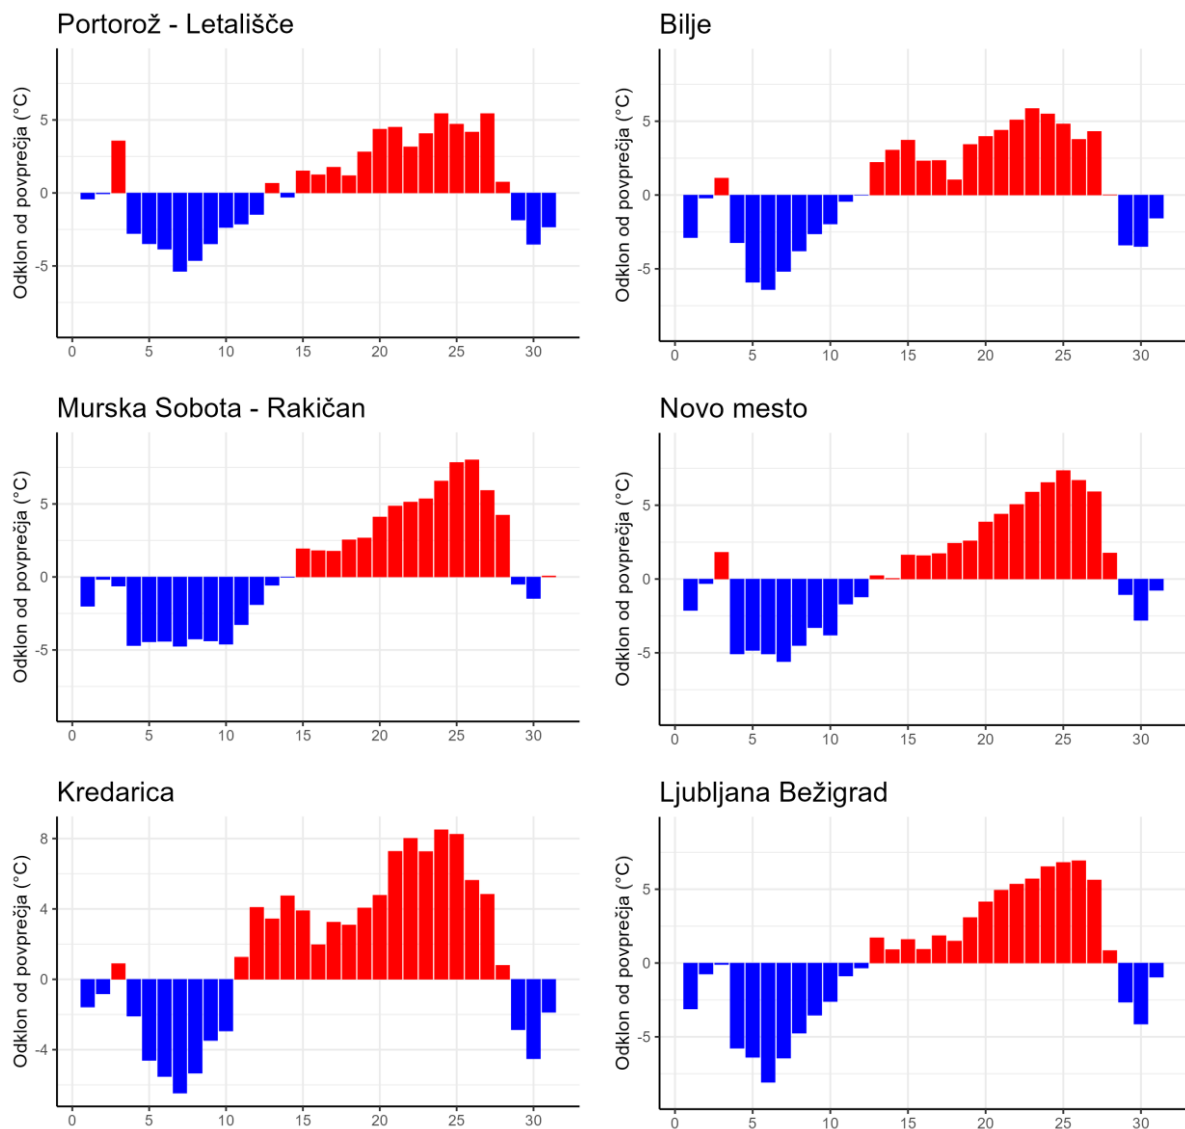 Portorož - Letališče
Odklon od povprečja (°C)
5
0
-5
0 5 10 15 20 25 30
Bilje
Odklon od povprečja (°C)
5
0
-5
0 5 10 15 20 25 30
Murska Sobota - Rakičan
Odklon od povprečja (°C)
5
0
-5
0 5 10 15 20 25 30
Novo mesto
Odklon od povprečja (°C)
5
0
-5
0 5 10 15 20 25 30
Kredarica
Odklon od povprečja (°C)
8
4
0
-4
0 5 10 15 20 25 30
Ljubljana Bežigrad
Odklon od povprečja (°C)
5
0
-5
0 5 10 15 20 25 30